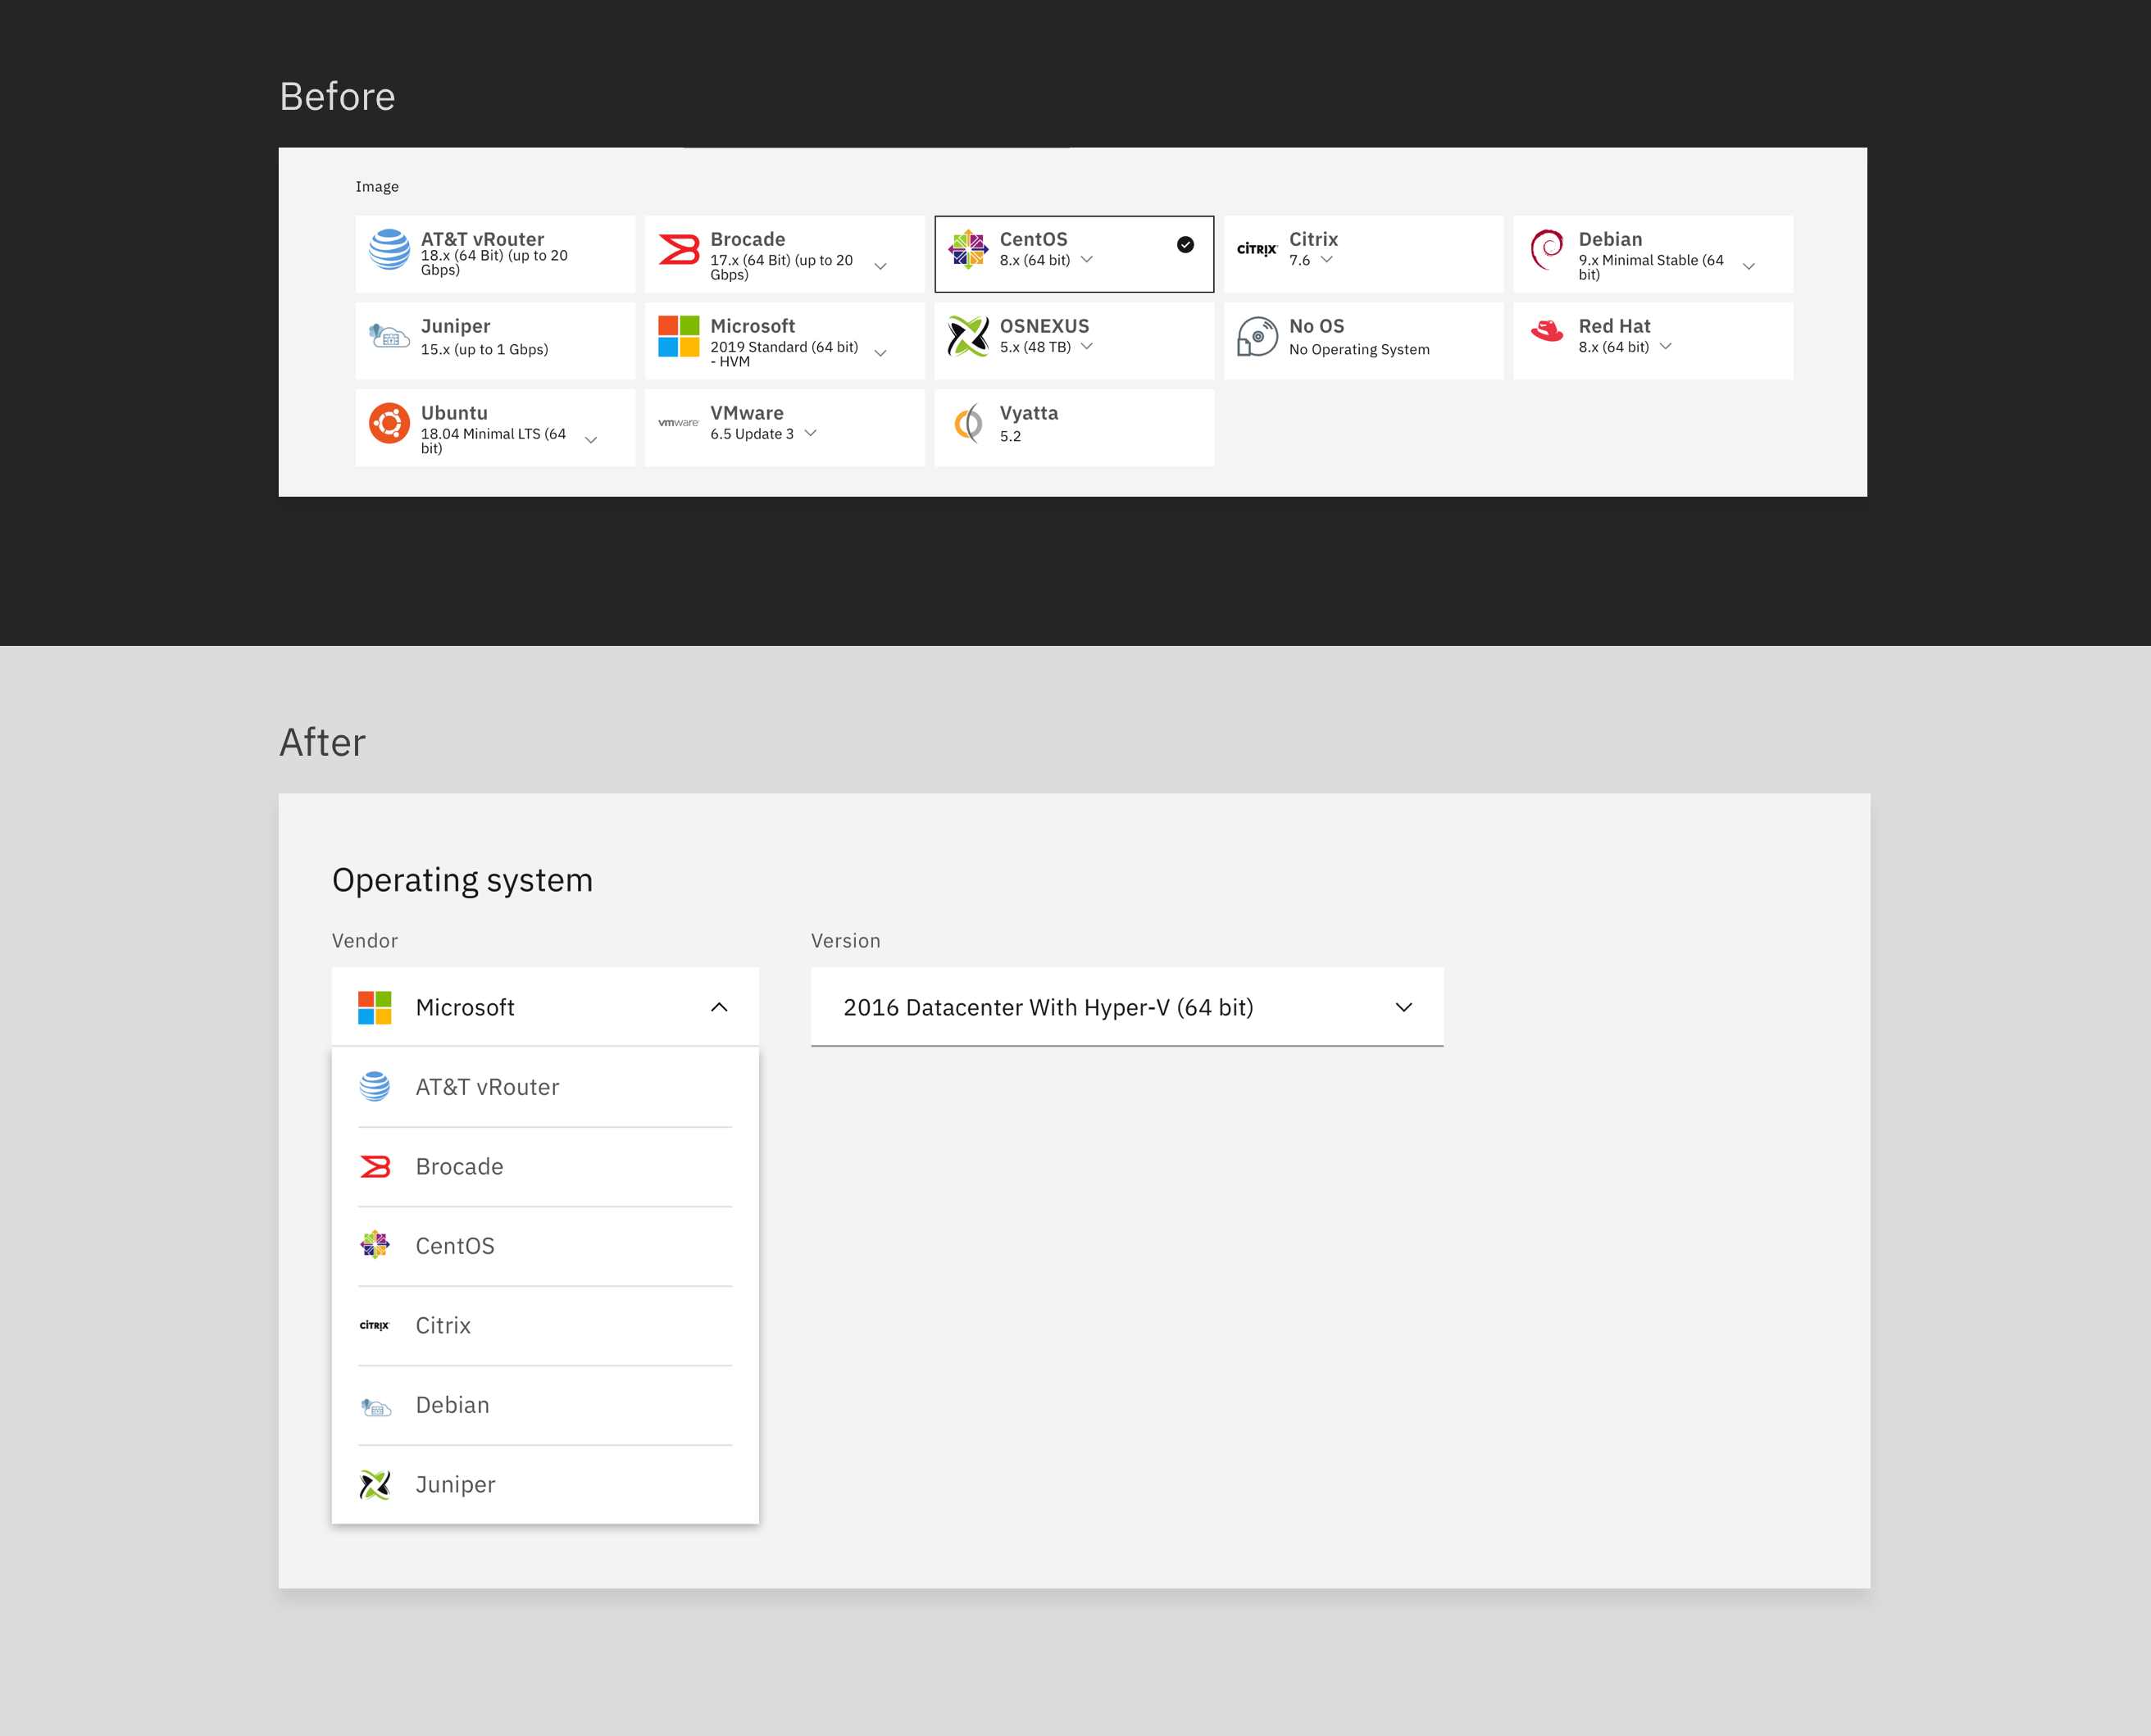 Before
Image
AT&T vRouter
18.x (64 Bit) (up to 20
Gbps)
Brocade
17.x (64 Bit) (up to 20
Gbps)
CentOS
8.x (64 bit)
CiTRIX
Citrix
7.6
Debian
9.x Minimal Stable (64
bit)
Juniper
15.x (up to 1 Gbps)
Microsoft
2019 Standard (64 bit)
- HVM
OSNEXUS
5.x (48 TB)
No OS
No Operating System
Red Hat
8.x (64 bit)
Ubuntu
18.04 Minimal LTS (64
bit)
vmware
VMware
6.5 Update 3
Vyatta
5.2
After
Operating system
Vendor
Version
Microsoft
2016 Datacenter With Hyper-V (64 bit)
AT&T vRouter
Brocade
CentOS
CiTRIX
Citrix
Debian
Juniper